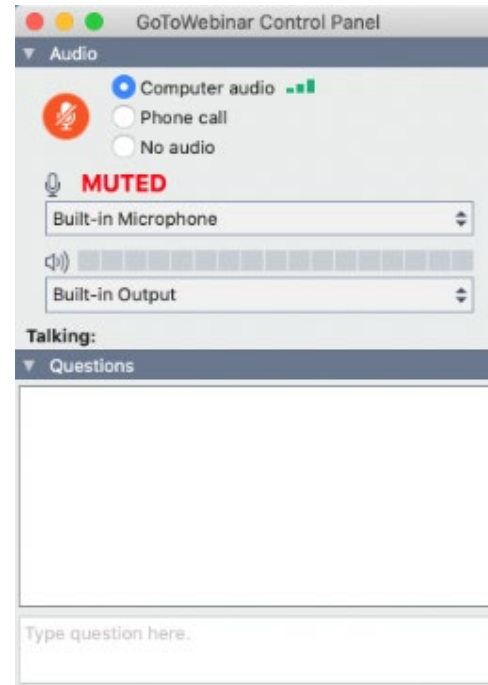 GoToWebinar Control Panel
Audio
Computer audio
Phone call
No audio
MUTED
Built-in Microphone
Built-in Output
Talking:
Questions
Type question here.